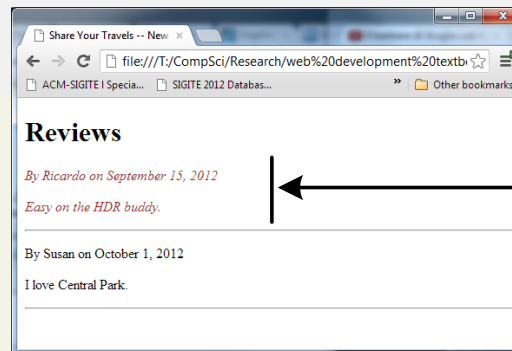 Share Your Travels -- New
file:///T:/CompSci/Research/web%20development%20textb
ACM-SIGITE I Specia...
SIGITE 2012 Databas...
»
Other bookmarks
Reviews
By Ricardo on September 15, 2012
Easy on the HDR buddy.
By Susan on October 1, 2012
I love Central Park.